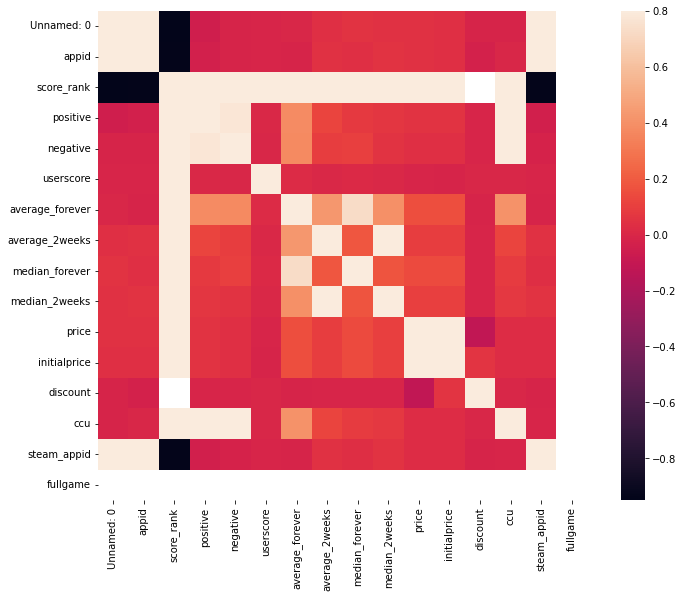 Unnamed: 0
appid
score_rank
positive
negative
userscore
average_forever
average_2weeks
median_forever
median_2weeks
price
initialprice
discount
ccu
steam_appid
fullgame
Unnamed: 0
appid
score_rank
positive
negative
userscore
average_forever
average_2weeks
median_forever
median_2weeks
price
initialprice
discount
ccu
steam_appid
fullgame
0.8
0.6
0.4
0.2
0.0
−0.2
−0.4
−0.6
−0.8